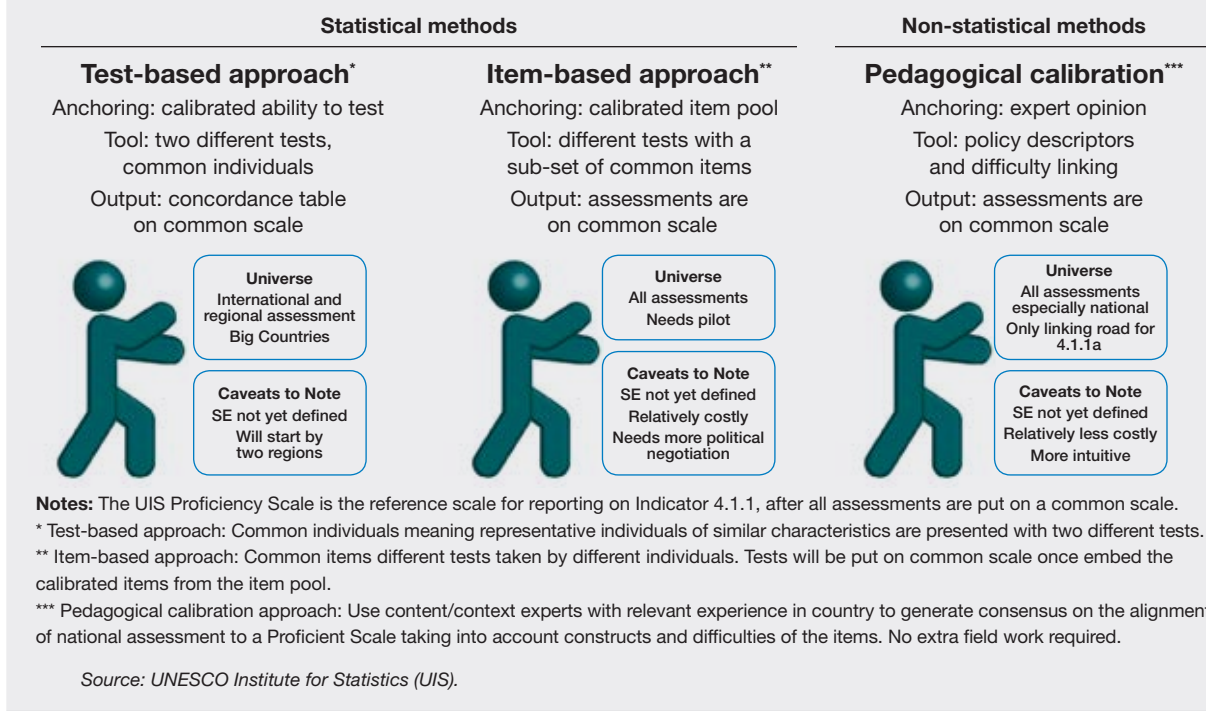 Statistical methods
Non-statistical methods
Test-based approach*
Anchoring: calibrated ability to test
Tool: two different tests,
common individuals
Output: concordance table
on common scale
Universe
International and
regional assessment
Big Countries
Caveats to Note
SE not yet defined
Will start by
two regions
Item-based approach**
Anchoring: calibrated item pool
Tool: different tests with a
sub-set of common items
Output: assessments are
on common scale
Universe
All assessments
Needs pilot
Caveats to Note
SE not yet defined
Relatively costly
Needs more political
negotiation
Pedagogical calibration***
Anchoring: expert opinion
Tool: policy descriptors
and difficulty linking
Output: assessments are
on common scale
Universe
All assessments
especially national
Only linking road for
4.1.1a
Caveats to Note
SE not yet defined
Relatively less costly
More intuitive
Notes: The UIS Proficiency Scale is the reference scale for reporting on Indicator 4.1.1, after all assessments are put on a common scale.
* Test-based approach: Common individuals meaning representative individuals of similar characteristics are presented with two different tests.
** Item-based approach: Common items different tests taken by different individuals. Tests will be put on common scale once embed the
calibrated items from the item pool.
*** Pedagogical calibration approach: Use content/context experts with relevant experience in country to generate consensus on the alignment
of national assessment to a Proficient Scale taking into account constructs and difficulties of the items. No extra field work required.
Source: UNESCO Institute for Statistics (UIS).